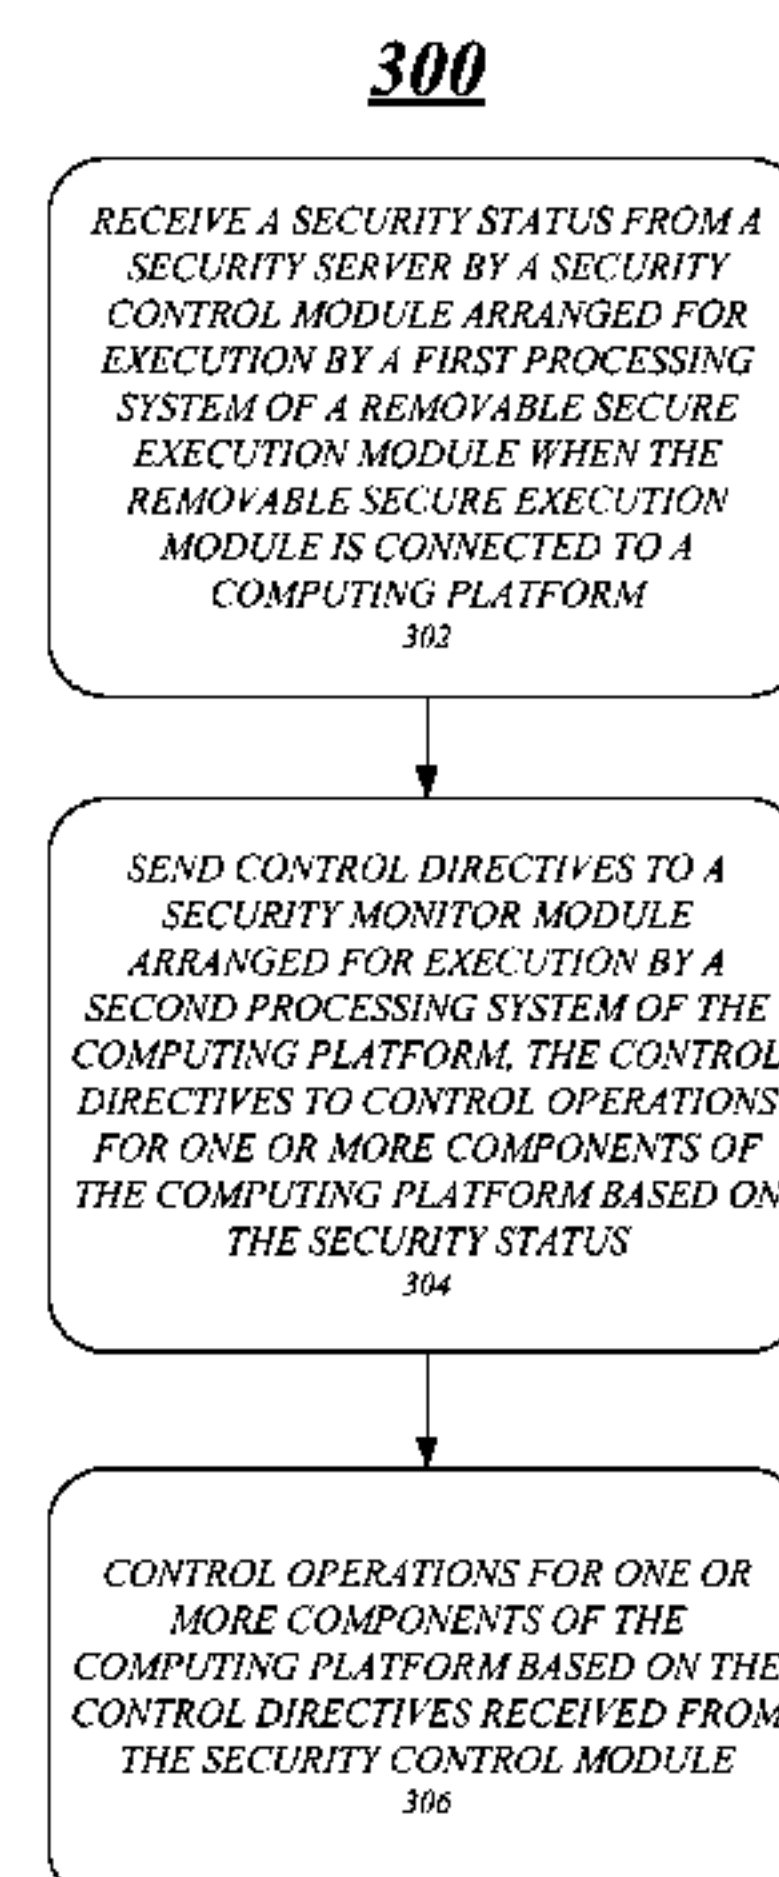 300
RECEIVE A SECURITY STATUS FROM A
SECURITY SERVER BY A SECURITY
CONTROL MODULE ARRANGED FOR
EXECUTION BY A FIRST PROCESSING
SYSTEM OF A REMOVABLE SECURE
EXECUTION MODULE WHEN THE
REMOVABLE SECURE EXECUTION
MODULE IS CONNECTED TO A
COMPUTING PLATFORM
302
SEND CONTROL DIRECTIVES TO A
SECURITY MONITOR MODULE
ARRANGED FOR EXECUTION BY A
SECOND PROCESSING SYSTEM OF THE
COMPUTING PLATFORM, THE CONTROL
DIRECTIVES TO CONTROL OPERATIONS
FOR ONE OR MORE COMPONENTS OF
THE COMPUTING PLATFORM BASED ON
THE SECURITY STATUS
304
CONTROL OPERATIONS FOR ONE OR
MORE COMPONENTS OF THE
COMPUTING PLATFORM BASED ON THE
CONTROL DIRECTIVES RECEIVED FROM
THE SECURITY CONTROL MODULE
306